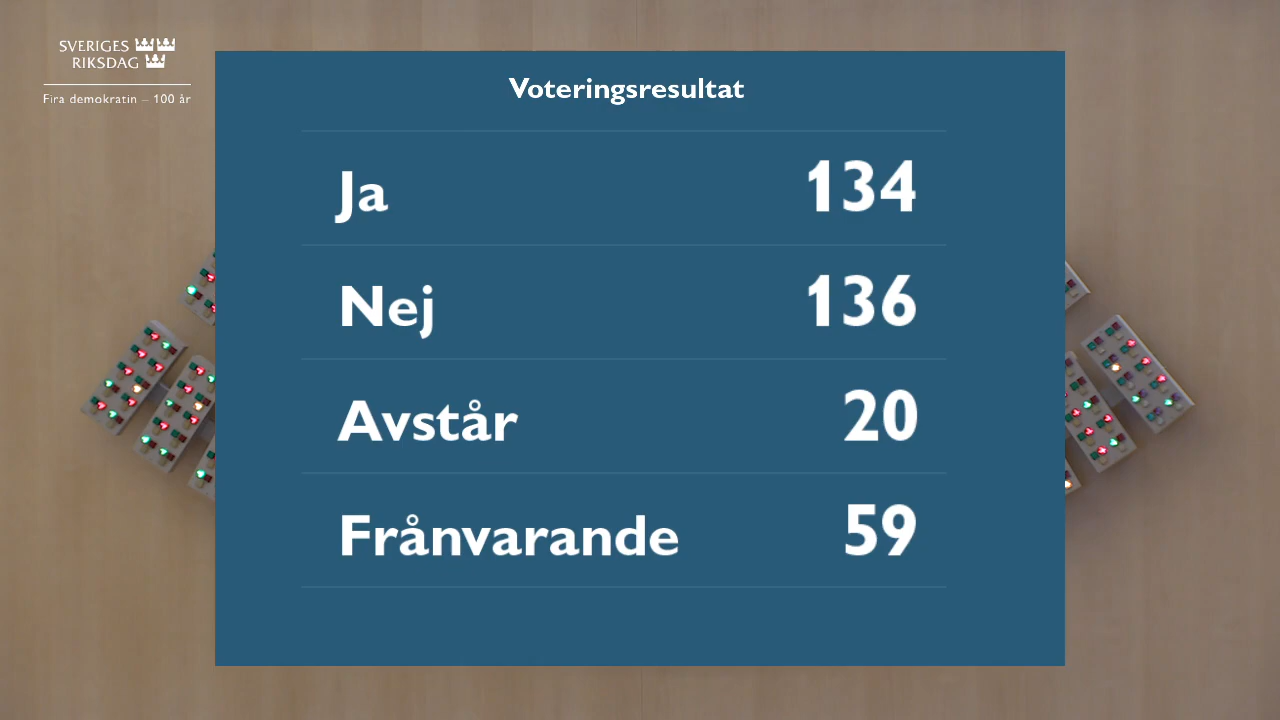 SVERIGES
RIKSDAG
Fira demokratin – 100 år
Voteringsresultat
Ja 134
Nej 136
Avstår 20
Frånvarande 59